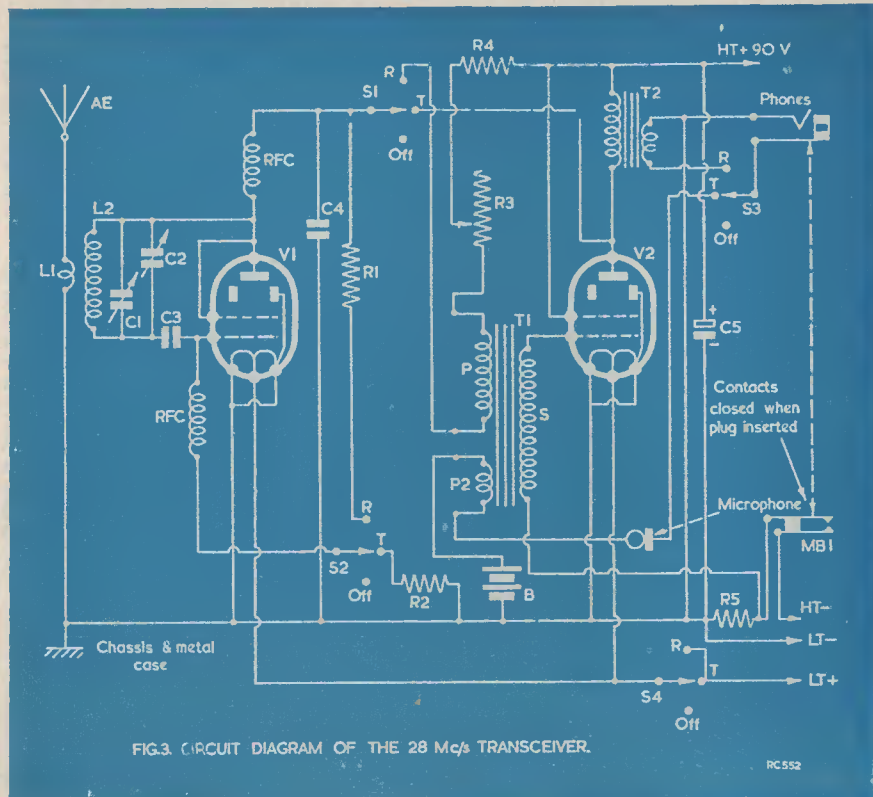 AE
L1
L2
C1
C2
C3
RFC
RFC
V1
C4
R1
S1
R
T
Off
S2
R
T
Off
R2
R4
R3
T1
P
P2
S
B
V2
T2
HT+ 90 V
Phones
R
T
S3
Off
C5
+
-
Contacts
closed when
plug inserted
Microphone
MB1
R5
HT-
LT-
R
T
LT+
S4
Off
Chassis & metal
case
FIG.3. CIRCUIT DIAGRAM OF THE 28 Mc/s TRANSCEIVER.
RC552